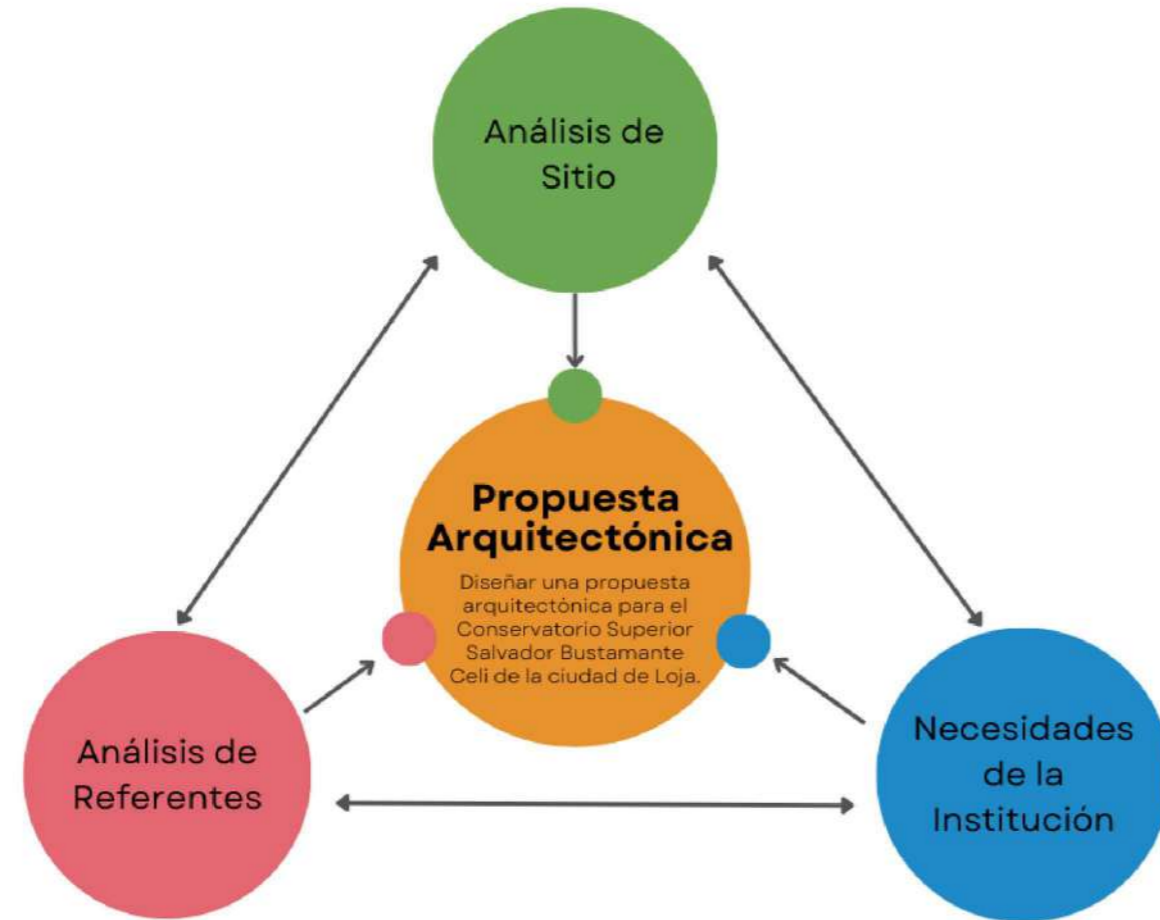 Análisis de
Sitio
Propuesta
Arquitectónica
Diseñar una propuesta
arquitectónica para el
Conservatorio Superior
Salvador Bustamante
Celi de la ciudad de Loja.
Análisis de
Referentes
Necesidades
de la
Institución